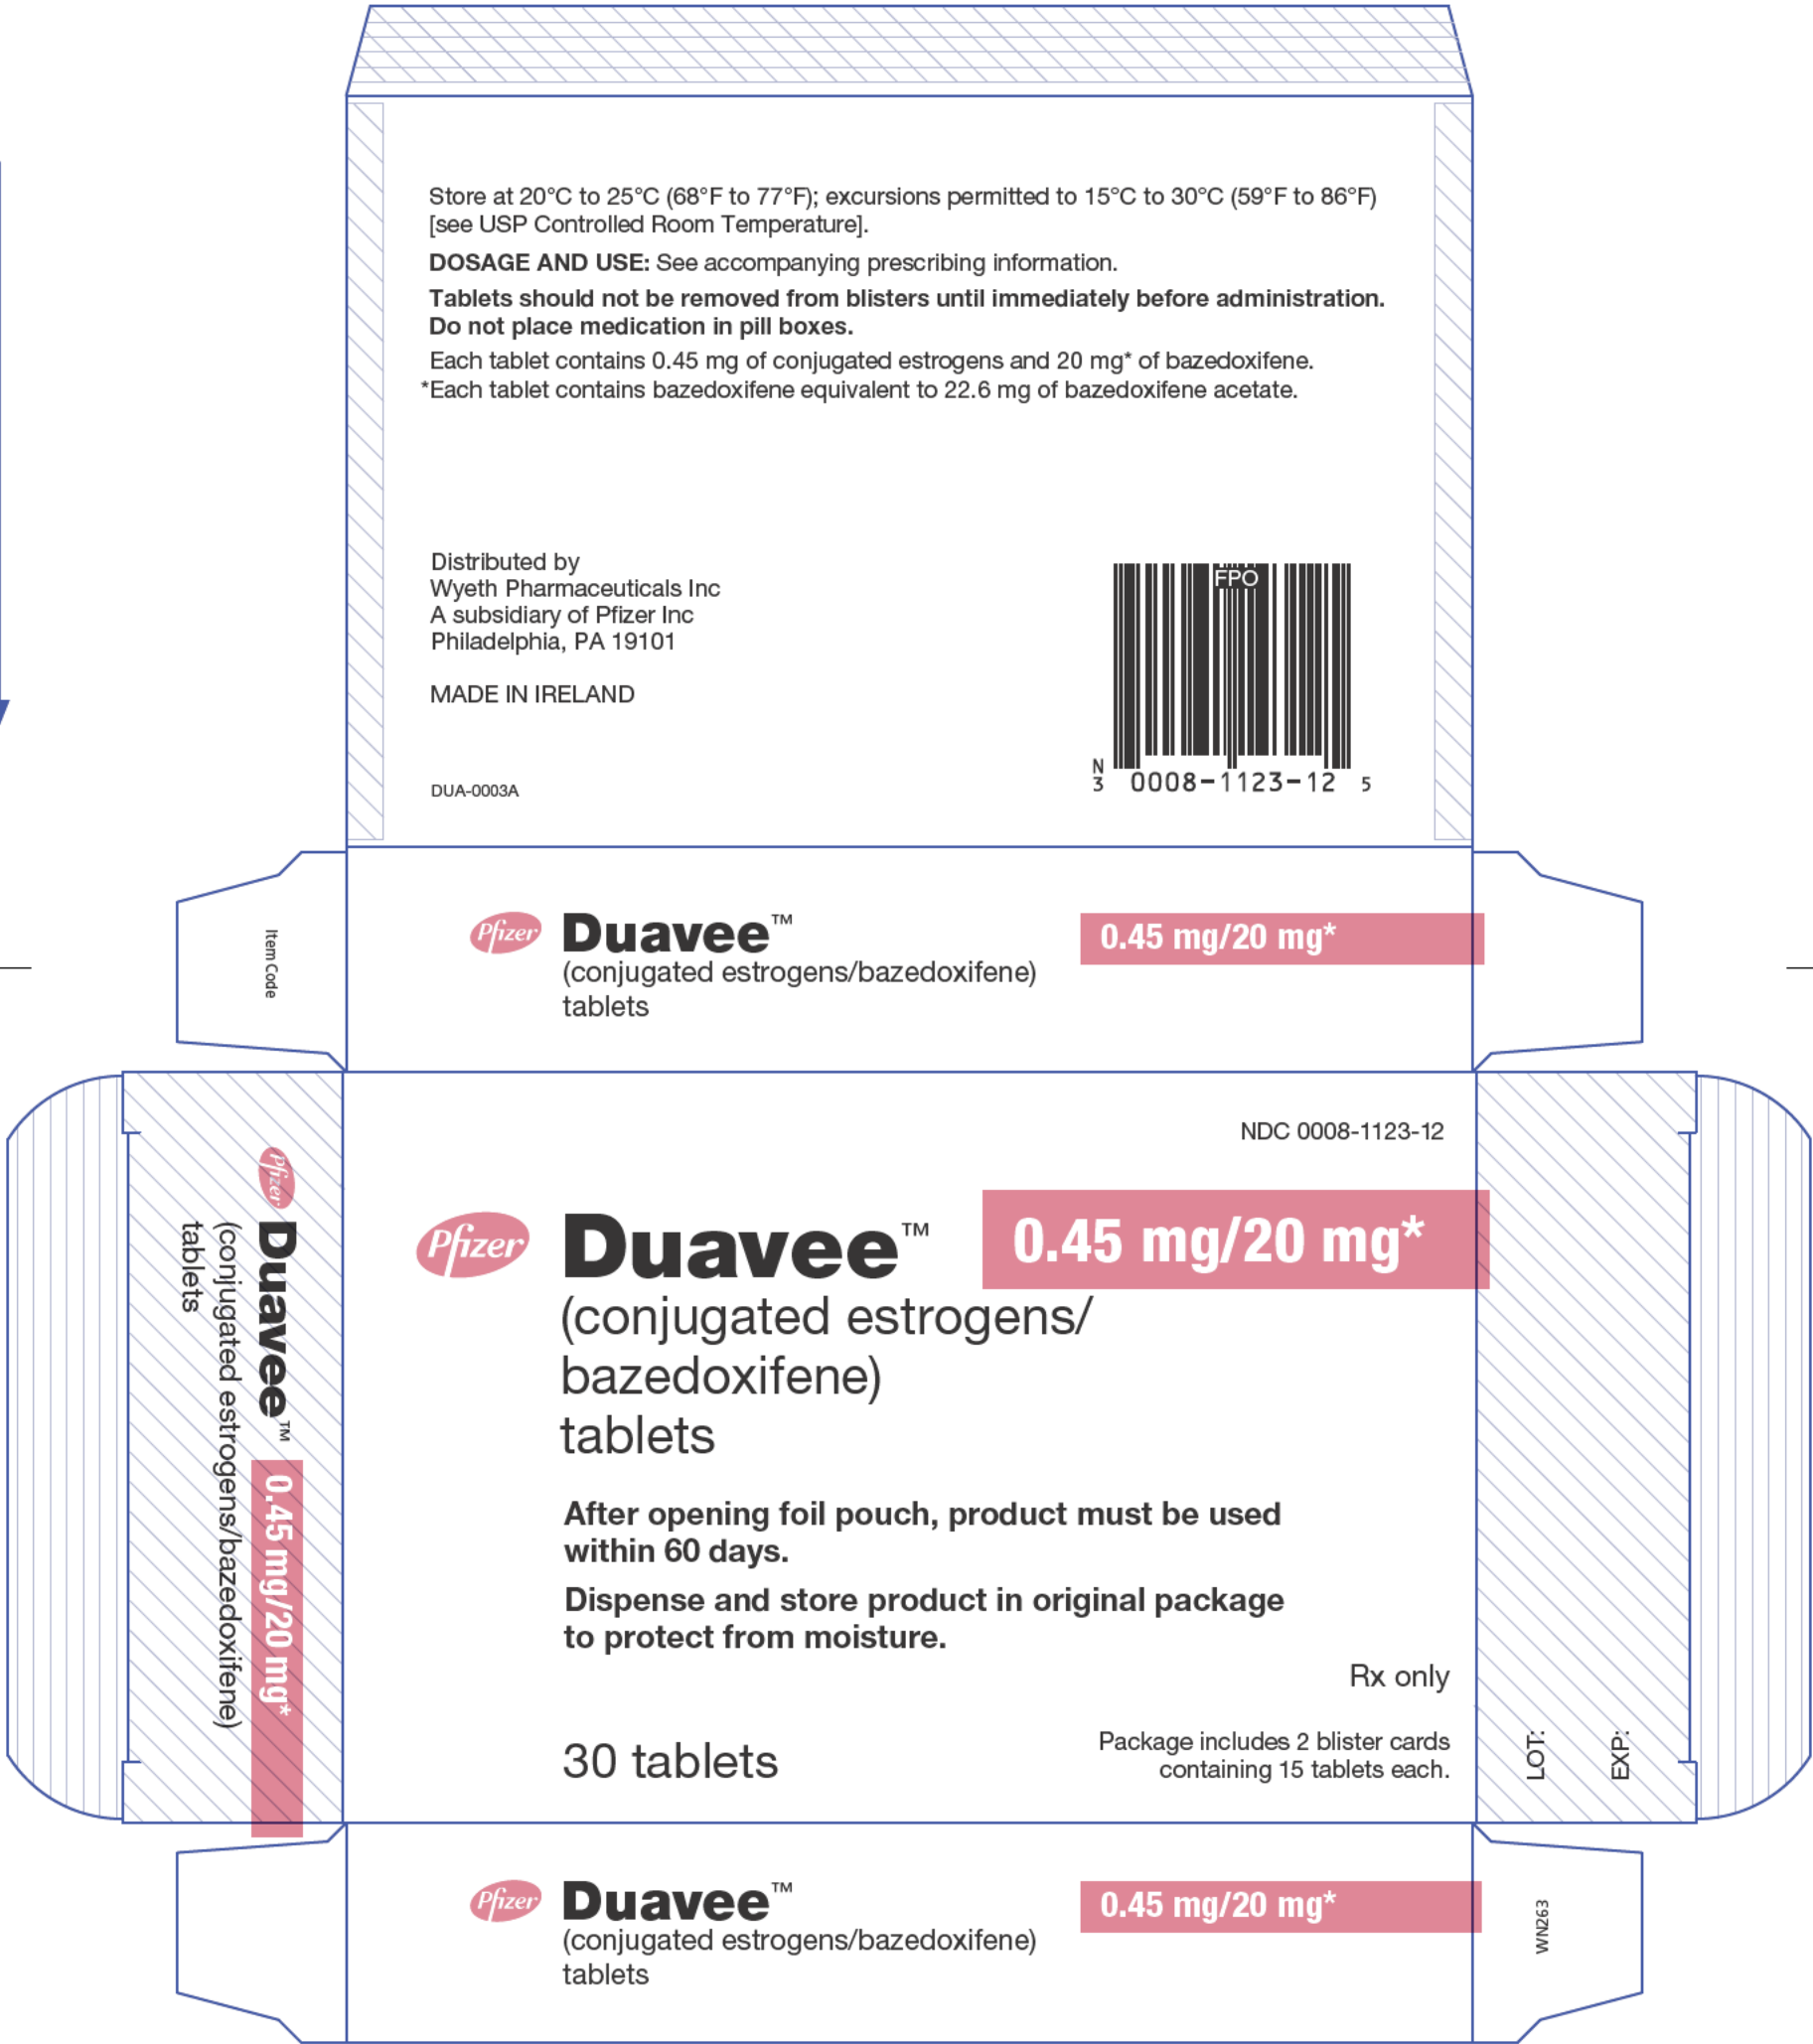 Store at 20°C to 25°C (68°F to 77°F); excursions permitted to 15°C to 30°C (59°F to 86°F)
[see USP Controlled Room Temperature].
DOSAGE AND USE: See accompanying prescribing information.
Tablets should not be removed from blisters until immediately before administration.
Do not place medication in pill boxes.
Each tablet contains 0.45 mg of conjugated estrogens and 20 mg* of bazedoxifene.
*Each tablet contains bazedoxifene equivalent to 22.6 mg of bazedoxifene acetate.
Distributed by
Wyeth Pharmaceuticals Inc
A subsidiary of Pfizer Inc
Philadelphia, PA 19101
MADE IN IRELAND
DUA-0003A
FPO
N
3 0008-1123-12 5
Item Code
Pfizer Duavee™ 0.45 mg/20 mg*
(conjugated estrogens/bazedoxifene)
tablets
Pfizer Duavee™ 0.45 mg/20 mg*
(conjugated estrogens/bazedoxifene)
tablets
NDC 0008-1123-12
Pfizer Duavee™ 0.45 mg/20 mg*
(conjugated estrogens/
bazedoxifene)
tablets
After opening foil pouch, product must be used
within 60 days.
Dispense and store product in original package
to protect from moisture.
Rx only
30 tablets
Package includes 2 blister cards
containing 15 tablets each.
LOT:
EXP:
Pfizer Duavee™ 0.45 mg/20 mg*
(conjugated estrogens/bazedoxifene)
tablets
WN263